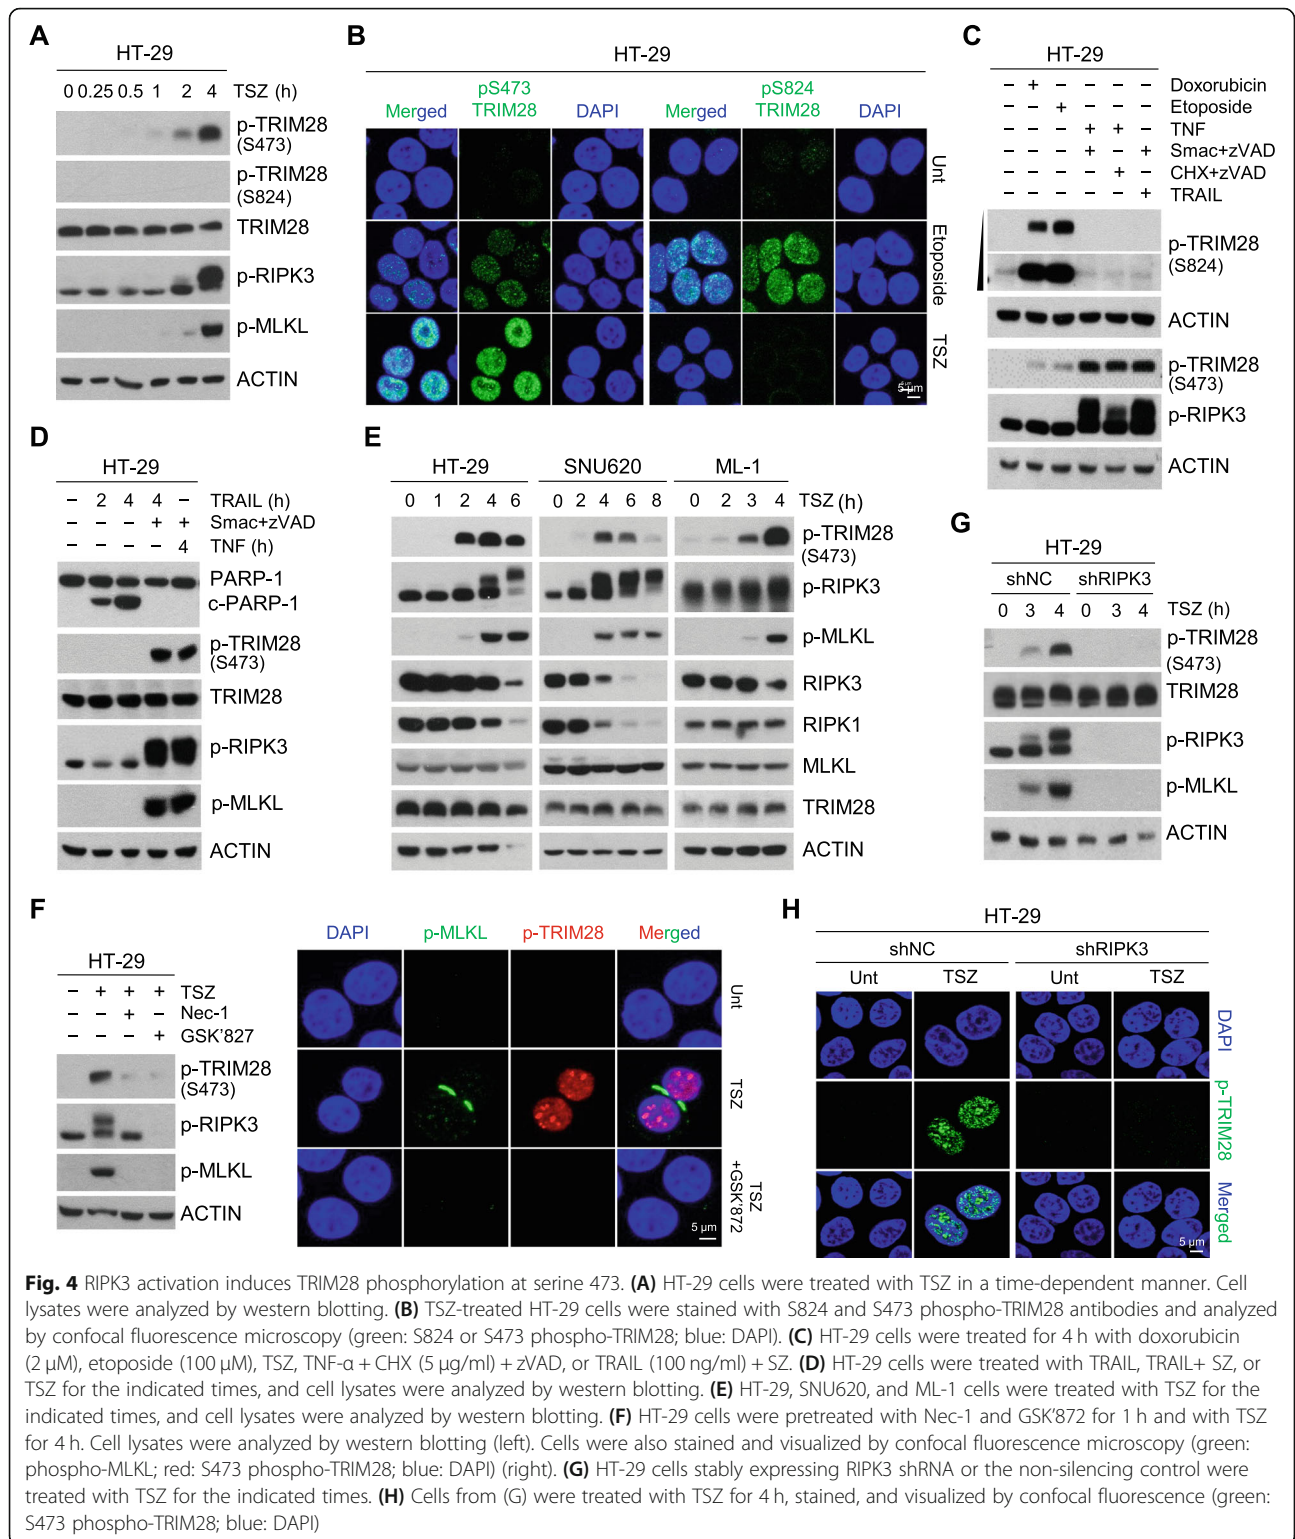 A
HT-29
0 0.25 0.5 1 2 4 TSZ (h)
p-TRIM28
(S473)
p-TRIM28
(S824)
TRIM28
p-RIPK3
p-MLKL
ACTIN
B
HT-29
pS473 pS824
Merged TRIM28 DAPI Merged TRIM28 DAPI
Unt
Etoposide
TSZ
5 μm
C
HT-29
– + – – – – Doxorubicin
– – + – – – Etoposide
– – – + + – TNF
– – – + – + Smac+zVAD
– – – – + – CHX+zVAD
– – – – – + TRAIL
p-TRIM28
(S824)
ACTIN
p-TRIM28
(S473)
p-RIPK3
ACTIN
D
HT-29
– 2 4 4 – TRAIL (h)
– – – + + Smac+zVAD
– – – – 4 TNF (h)
PARP-1
c-PARP-1
p-TRIM28
(S473)
TRIM28
p-RIPK3
p-MLKL
ACTIN
E
HT-29 SNU620 ML-1
0 1 2 4 6 0 2 4 6 8 0 2 3 4 TSZ (h)
p-TRIM28
(S473)
p-RIPK3
p-MLKL
RIPK3
RIPK1
MLKL
TRIM28
ACTIN
G
HT-29
shNC shRIPK3
0 3 4 0 3 4 TSZ (h)
p-TRIM28
(S473)
TRIM28
p-RIPK3
p-MLKL
ACTIN
F
HT-29
– + + + TSZ
– – + – Nec-1
– – – + GSK'827
p-TRIM28
(S473)
p-RIPK3
p-MLKL
ACTIN
DAPI p-MLKL p-TRIM28 Merged
Unt
TSZ
TSZ
+GSK'872
5 μm
H
HT-29
shNC shRIPK3
Unt TSZ Unt TSZ
DAPI
p-TRIM28
Merged
5 μm
Fig. 4 RIPK3 activation induces TRIM28 phosphorylation at serine 473. (A) HT-29 cells were treated with TSZ in a time-dependent manner. Cell
lysates were analyzed by western blotting. (B) TSZ-treated HT-29 cells were stained with S824 and S473 phospho-TRIM28 antibodies and analyzed
by confocal fluorescence microscopy (green: S824 or S473 phospho-TRIM28; blue: DAPI). (C) HT-29 cells were treated for 4 h with doxorubicin
(2 μM), etoposide (100 μM), TSZ, TNF-α + CHX (5 μg/ml) + zVAD, or TRAIL (100 ng/ml) + SZ. (D) HT-29 cells were treated with TRAIL, TRAIL+ SZ, or
TSZ for the indicated times, and cell lysates were analyzed by western blotting. (E) HT-29, SNU620, and ML-1 cells were treated with TSZ for the
indicated times, and cell lysates were analyzed by western blotting. (F) HT-29 cells were pretreated with Nec-1 and GSK'872 for 1 h and with TSZ
for 4 h. Cell lysates were analyzed by western blotting (left). Cells were also stained and visualized by confocal fluorescence microscopy (green:
phospho-MLKL; red: S473 phospho-TRIM28; blue: DAPI) (right). (G) HT-29 cells stably expressing RIPK3 shRNA or the non-silencing control were
treated with TSZ for the indicated times. (H) Cells from (G) were treated with TSZ for 4 h, stained, and visualized by confocal fluorescence (green:
S473 phospho-TRIM28; blue: DAPI)